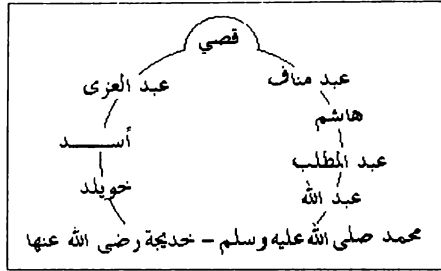 قصي
عبد مناف
عبد العزى
هاشم
أســـــد
عبد المطلب
خويلد
عبد الله
محمد صلى الله عليه وسلم - خديجة رضى الله عنها